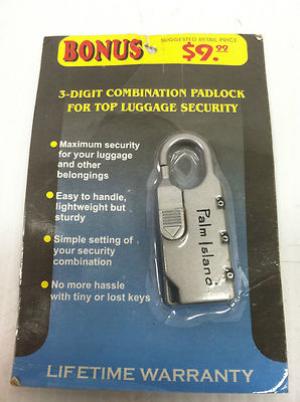 BONUS
SUGGESTED RETAIL PRICE
$9.99
3-DIGIT COMBINATION PADLOCK
FOR TOP LUGGAGE SECURITY
Maximum security
for your luggage
and other
belongings
Easy to handle,
lightweight but
sturdy
Simple setting of
your security
combination
No more hassle
with tiny or lost keys
Palm Island
LIFETIME WARRANTY